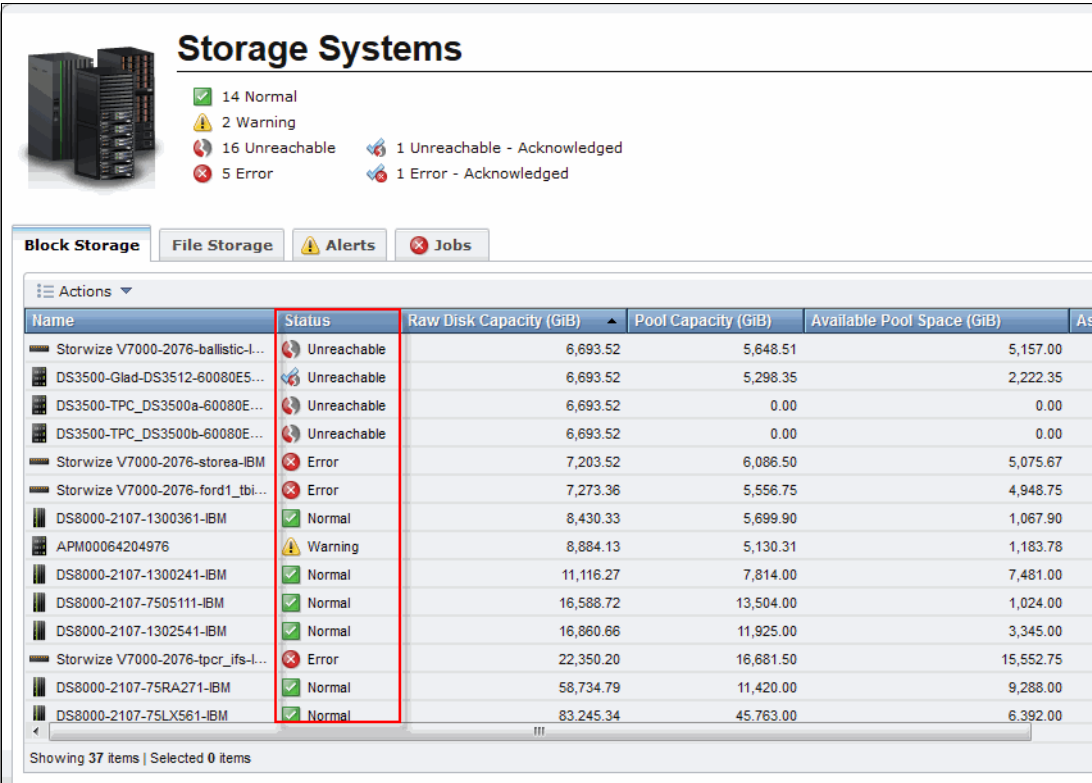 Storage Systems
14 Normal
2 Warning
16 Unreachable 1 Unreachable - Acknowledged
5 Error 1 Error - Acknowledged
Block Storage File Storage Alerts Jobs
Actions
Name Status Raw Disk Capacity (GiB) Pool Capacity (GiB) Available Pool Space (GiB) As
Storwize V7000-2076-ballistic-I... Unreachable 6,693.52 5,648.51 5,157.00
DS3500-Glad-DS3512-60080E5... Unreachable 6,693.52 5,298.35 2,222.35
DS3500-TPC_DS3500a-60080E... Unreachable 6,693.52 0.00 0.00
DS3500-TPC_DS3500b-60080E... Unreachable 6,693.52 0.00 0.00
Storwize V7000-2076-storea-IBM Error 7,203.52 6,086.50 5,075.67
Storwize V7000-2076-ford1_tbi... Error 7,273.36 5,556.75 4,948.75
DS8000-2107-1300361-IBM Normal 8,430.33 5,699.90 1,067.90
APM00064204976 Warning 8,884.13 5,130.31 1,183.78
DS8000-2107-1300241-IBM Normal 11,116.27 7,814.00 7,481.00
DS8000-2107-7505111-IBM Normal 16,588.72 13,504.00 1,024.00
DS8000-2107-1302541-IBM Normal 16,860.66 11,925.00 3,345.00
Storwize V7000-2076-tpcr_ifs-I... Error 22,350.20 16,681.50 15,552.75
DS8000-2107-75RA271-IBM Normal 58,734.79 11,420.00 9,288.00
DS8000-2107-75LX561-IBM Normal 83,245.34 45,763.00 6,392.00
Showing 37 items | Selected 0 items